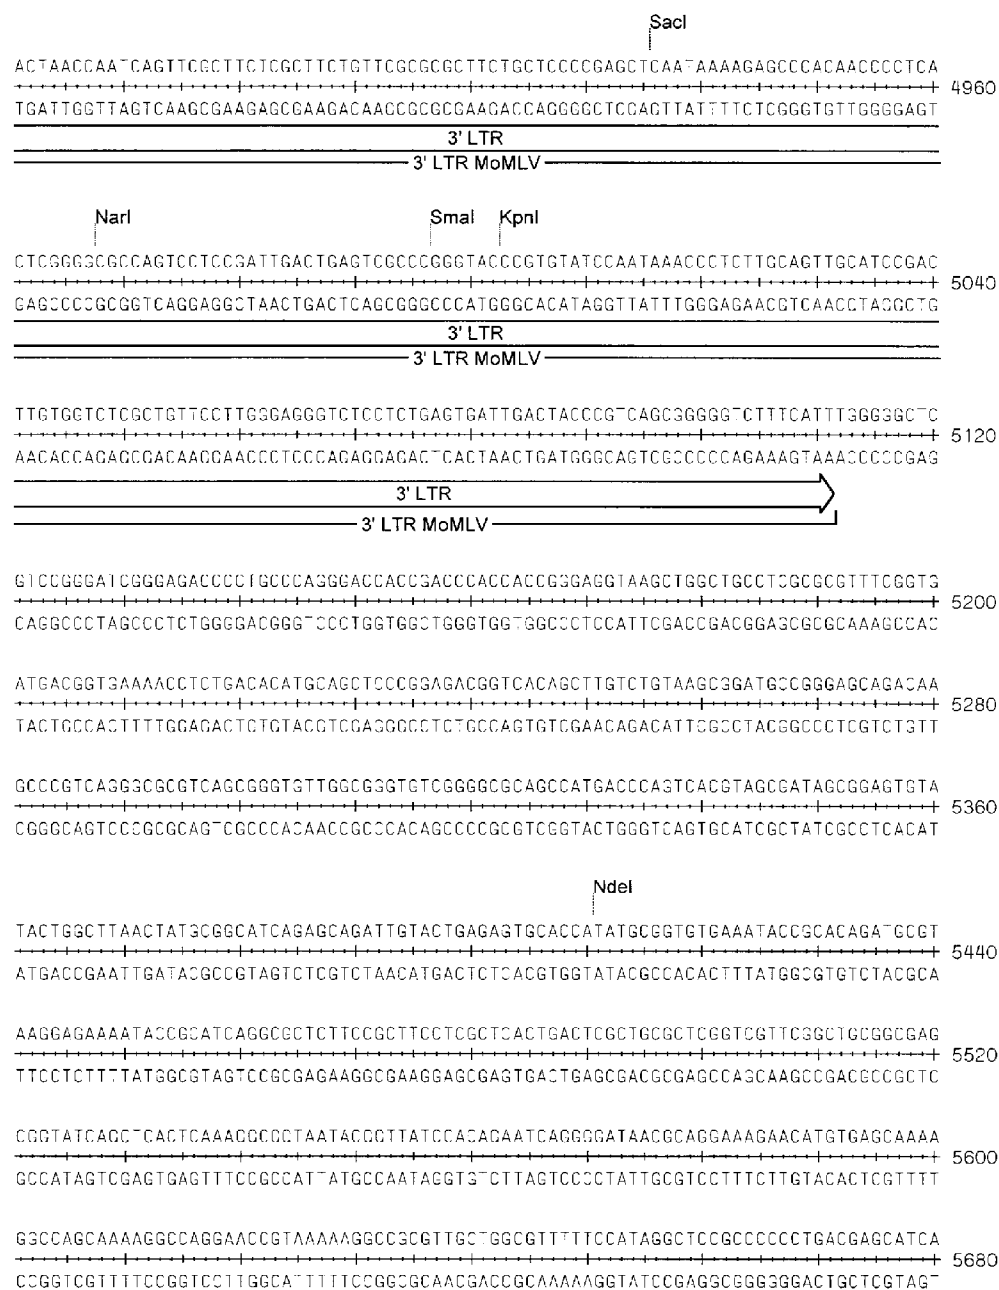 SacI
ACTAACCAATCAGTTCGCTTCTCGCTTCTGTTCGCGCGCTTCTGCTCCCCGAGCTCAATAAAAGAGCCCACAACCCCTCA
4960
TGATTGGTTAGTCAAGCGAAGAGCGAAGACAAGCGCGCGAAGACGAGGGGCTCGAGTTATTTTCTCGGGTGTTGGGGAGT
3' LTR
3' LTR MoMLV
NarI SmaI KpnI
CTCGGGGCGCCAGTCCTCCGATTGACTGAGTCGCCCGGGTACCCGTGTATCCAATAAACCCTCTTGCAGTTGCATCCGAC
5040
GAGCCCCGCGGTCAGGAGGCTAACTGACTCAGCGGGCCCATGGGCACATAGGTTATTTGGGAGAACGTCAACGTAGGCTG
3' LTR
3' LTR MoMLV
TTGTGGTCTCGCTGTTCCTTGGGAGGGTCTCCTCTGAGTGATTGACTACCCGTCAGCGGGGGTCTTTCATTTGGGGGCTC
5120
AACACCAGAGCGACAAGGAACCCTCCCAGAGGAGACTCACTAACTGATGGGCAGTCGCCCCCAGAAAGTAAACCCCCGAG
3' LTR
3' LTR MoMLV
GTCCGGGATCGGGAGACCCCTGCCCAGGGACCACCGACCCACCACCGGGAGGTAAGCTGGCTGCCTCGCGCGTTTCGGTG
5200
CAGGCCCTAGCCCTCTGGGGACGGGTCCCTGGTGGCTGGGTGGTGGCCCTCCATTCGACCGACGGAGCGCGCAAAGCCAC
ATGACGGTGAAAACCTCTGACACATGCAGCTCCCGGAGACGGTCACAGCTTGTCTGTAAGCGGATGCCGGGAGCAGACAA
5280
TACTGCCACTTTTGGAGACTGTGTACGTCGAGGGCCTCTGCCAGTGTCGAACAGACATTCGCCTACGGCCCTCGTCTGTT
GCCCGTCAGGGCGCGTCAGCGGGTGTTGGCGGGTGTCGGGGCGCAGCCATGACCCAGTCACGTAGCGATAGCGGAGTGTA
5360
CGGGCAGTCCCGCGCAGTCGCCCACAACCGCCCACAGCCCCGCGTCGGTACTGGGTCAGTGCATCGCTATCGCCTCACAT
NdeI
TACTGGCTTAACTATGCGGCATCAGAGCAGATTGTACTGAGAGTGCACCATATGCGGTGTGAAATACCGCACAGATGCGT
5440
ATGACCGAATTGATACGCCGTAGTCTCGTCTAACATGACTCTCACGTGGTATACGCCACACTTTATGGCGTGTCTACGCA
AAGGAGAAAATACCGCATCAGGCGCTCTTCCGCTTCCTCGCTCACTGACTCGCTGCGCTCGGTCGTTCGGCTGCGGCGAG
5520
TTCCTCTTTTATGGCGTAGTCCGCGAGAAGGCGAAGGAGCGAGTGACTGAGCGACGCGAGCCAGCAAGCCGACGCCGCTC
CGGTATCAGCTCACTCAAAGGCGGTAATACGGTTATCCACAGAATCAGGGGATAACGCAGGAAAGAACATGTGAGCAAAA
5600
GCCATAGTCGAGTGAGTTTCCGCCATTATGCCAATAGGTGTCTTAGTCCCCTATTGCGTCCTTTCTTGTACACTCGTTTT
GGCCAGCAAAAGGCCAGGAACCGTAAAAAGGCCGCGTTGCTGGCGTTTTTCCATAGGCTCCGCCCCCCTGACGAGCATCA
5680
CCGGTCGTTTTCCGGTCCTTGGCATTTTTCCGGCGCAACGACCGCAAAAAGGTATCCGAGGCGGGGGGACTGCTCGTAGT